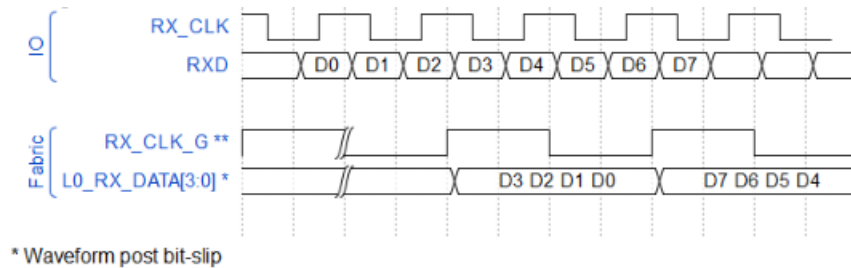 IO
RX_CLK
RXD
D0 D1 D2 D3 D4 D5 D6 D7
Fabric
RX_CLK_G **
L0_RX_DATA[3:0] *
D3 D2 D1 D0
D7 D6 D5 D4
* Waveform post bit-slip